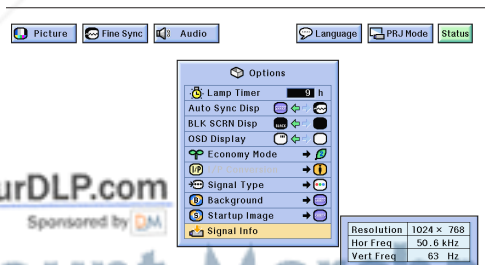 Picture Fine Sync Audio Language PRJ Mode Status
Options
Lamp Timer 9 h
Auto Sync Disp
BLK SCRN Disp
OSD Display
Economy Mode
I/P
Signal Type
B Background
S Startup Image
Signal Info
urDLP.com
Sponsored by DM
Resolution 1024 × 768
Hor Freq 50.6 kHz
Vert Freq 63 Hz